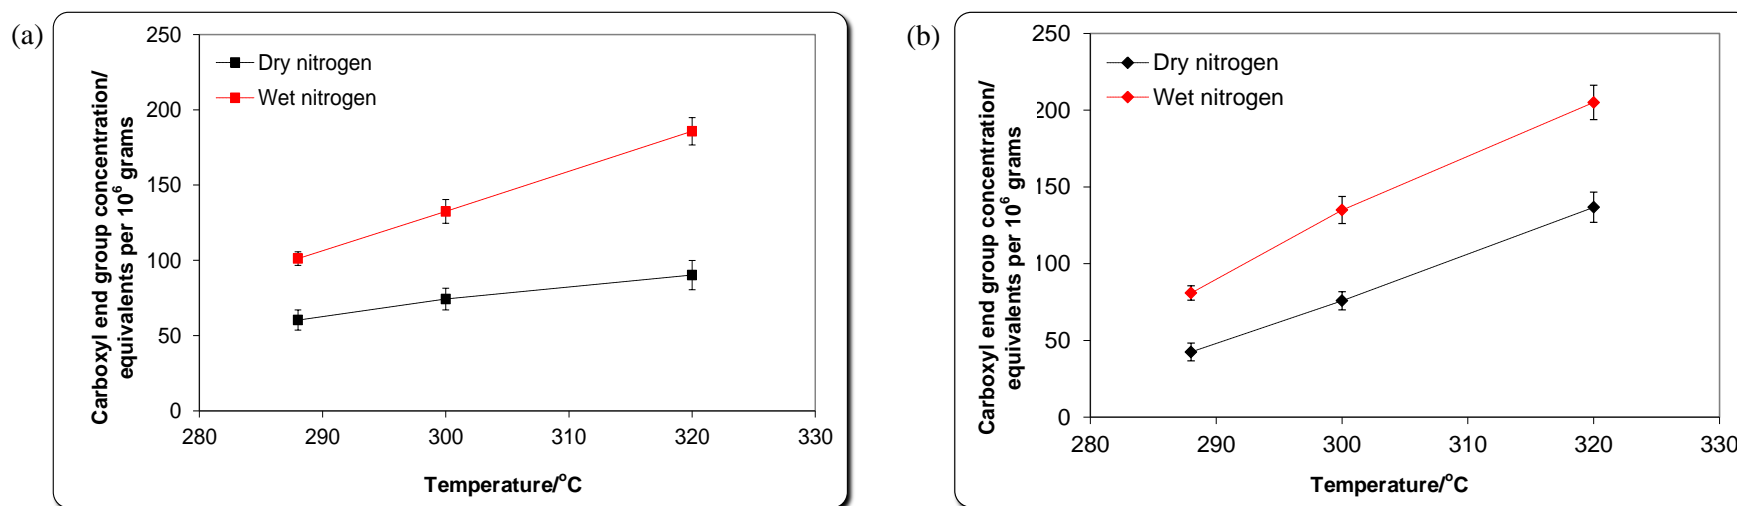 (a)
250
200
150
100
50
0
280 290 300 310 320 330
Dry nitrogen
Wet nitrogen
Carboxyl end group concentration/
equivalents per 10⁶ grams
Temperature/°C
(b)
250
200
150
100
50
0
280 290 300 310 320 330
Dry nitrogen
Wet nitrogen
Carboxyl end group concentration/
equivalents per 10⁶ grams
Temperature/°C